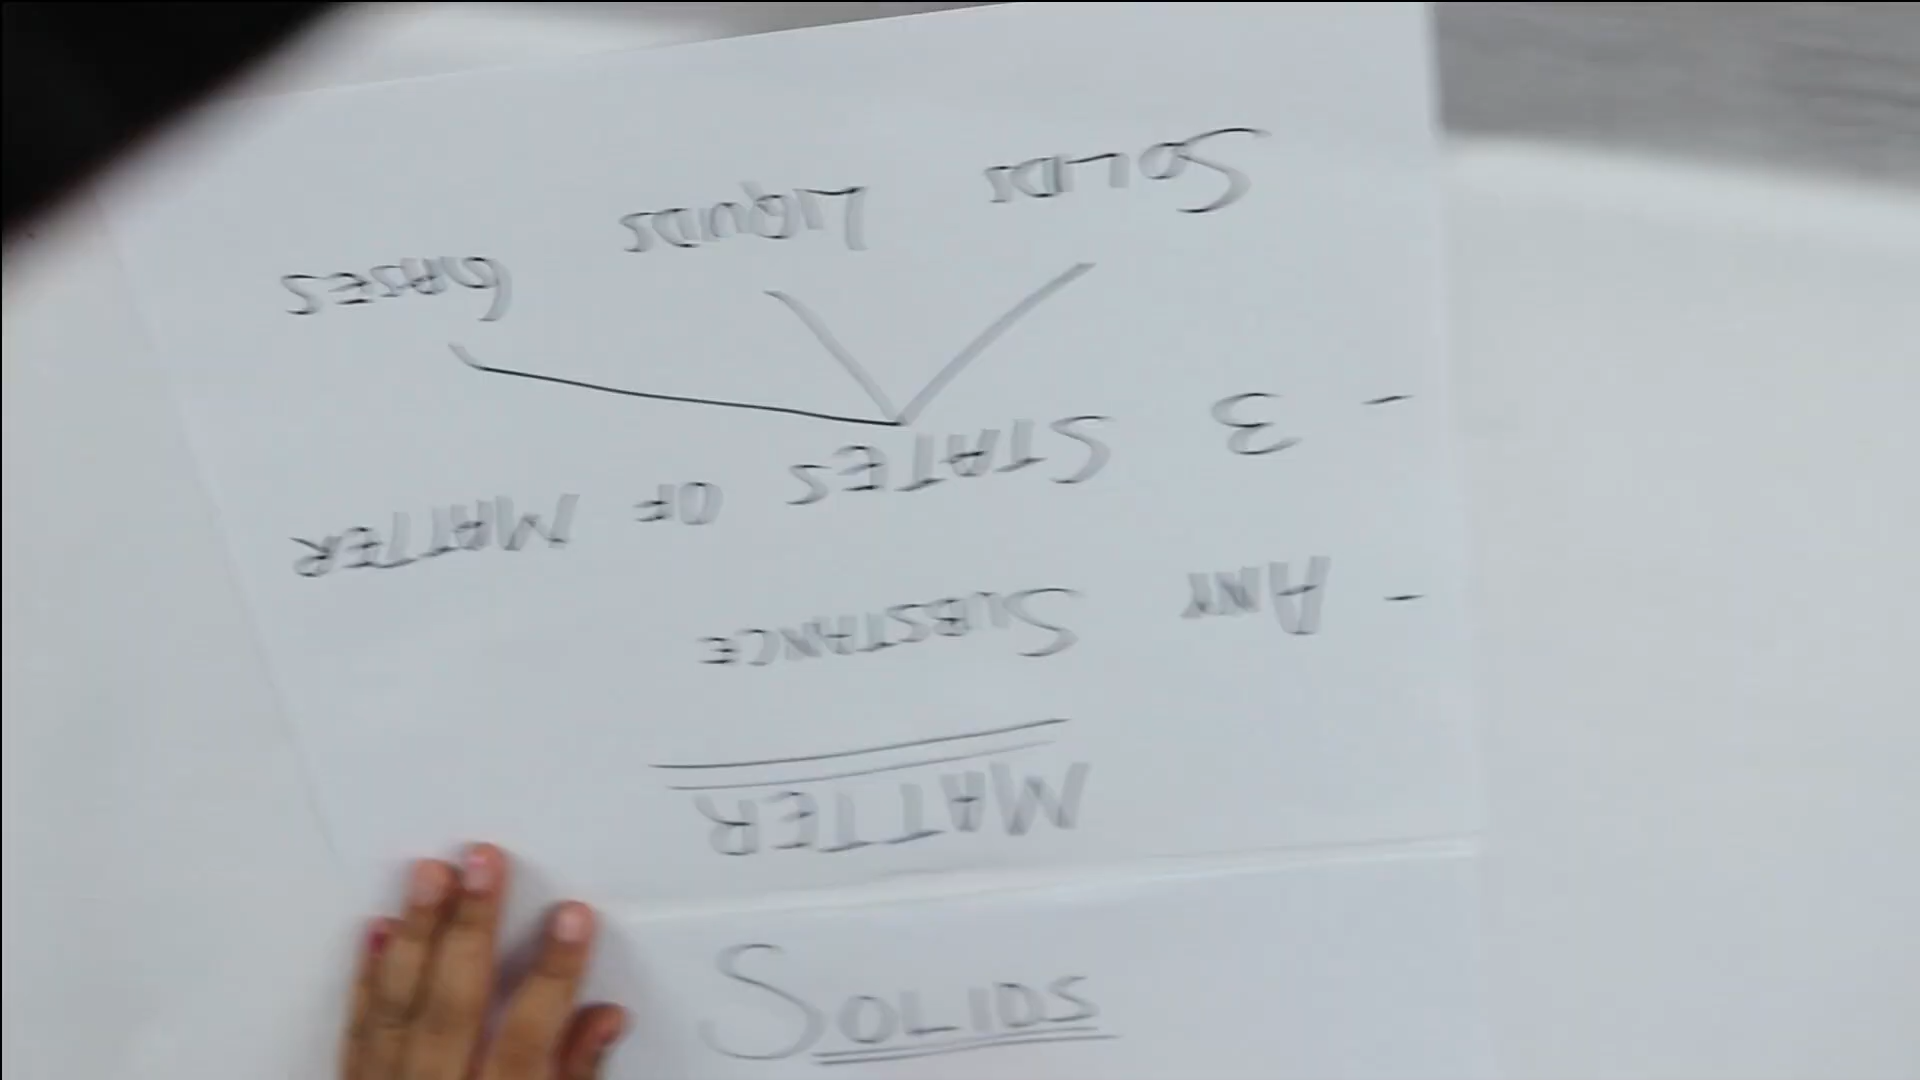 MATTER
- ANY SUBSTANCE
- 3 STATES OF MATTER
SOLIDS LIQUIDS GASES
SOLIDS